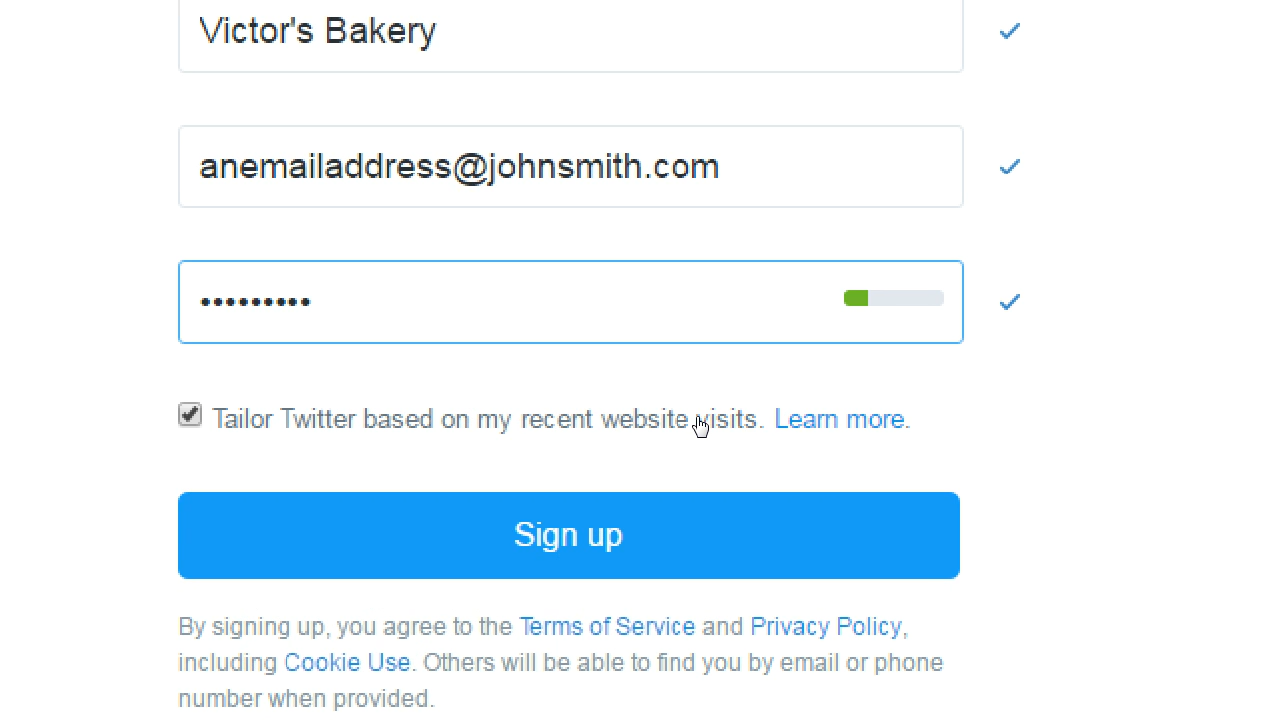 Victor's Bakery
anemailaddress@johnsmith.com
•••••••••
Tailor Twitter based on my recent website visits. Learn more.
Sign up
By signing up, you agree to the Terms of Service and Privacy Policy,
including Cookie Use. Others will be able to find you by email or phone
number when provided.